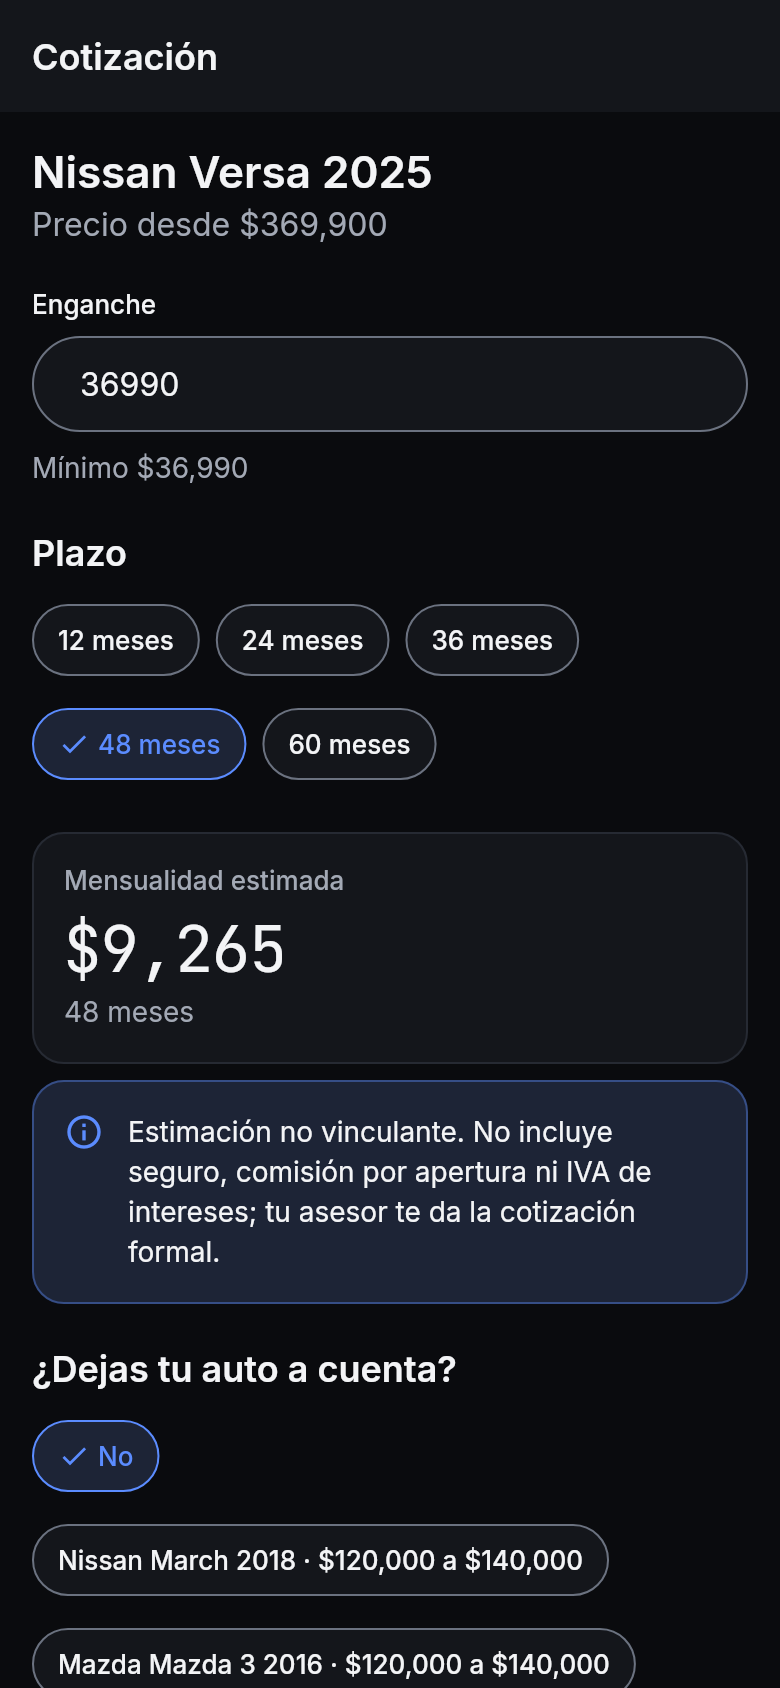 Cotización
Nissan Versa 2025
Precio desde $369,900
Enganche
36990
Mínimo $36,990
Plazo
12 meses
24 meses
36 meses
48 meses
60 meses
Mensualidad estimada
$9,265
48 meses
Estimación no vinculante. No incluye
seguro, comisión por apertura ni IVA de
intereses; tu asesor te da la cotización
formal.
¿Dejas tu auto a cuenta?
No
Nissan March 2018 · $120,000 a $140,000
Mazda Mazda 3 2016 · $120,000 a $140,000